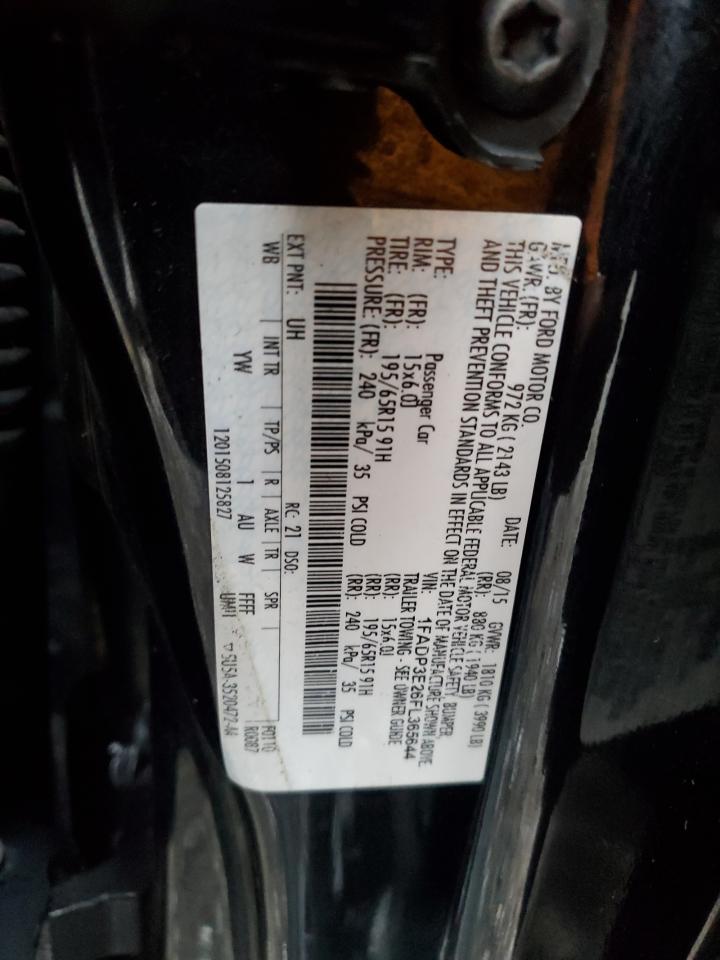 MFD. BY FORD MOTOR CO.
DATE: 08/15 GVWR: 1810 KG ( 3990 LB)
GAWR. (FR): 972 KG ( 2143 LB) (RR): 880 KG ( 1940 LB)
THIS VEHICLE CONFORMS TO ALL APPLICABLE FEDERAL MOTOR VEHICLE SAFETY, BUMPER,
AND THEFT PREVENTION STANDARDS IN EFFECT ON THE DATE OF MANUFACTURE SHOWN ABOVE.
VIN: 1FADP3E26FL365644
TYPE: Passenger Car TRAILER TOWING - SEE OWNER GUIDE
RIM: (FR): 15x6.0J (RR): 15x6.0J
TIRE: (FR): 195/65R15 91H (RR): 195/65R15 91H
PRESSURE: (FR): 240 kPa/ 35 PSI COLD (RR): 240 kPa/ 35 PSI COLD
EXT PNT: UH RC: 21 DSO:
WB INT TR TP/PS R AXLE TR SPR
YW 1 AU W FFFF
1201508125827 5U5A-3520472-AA